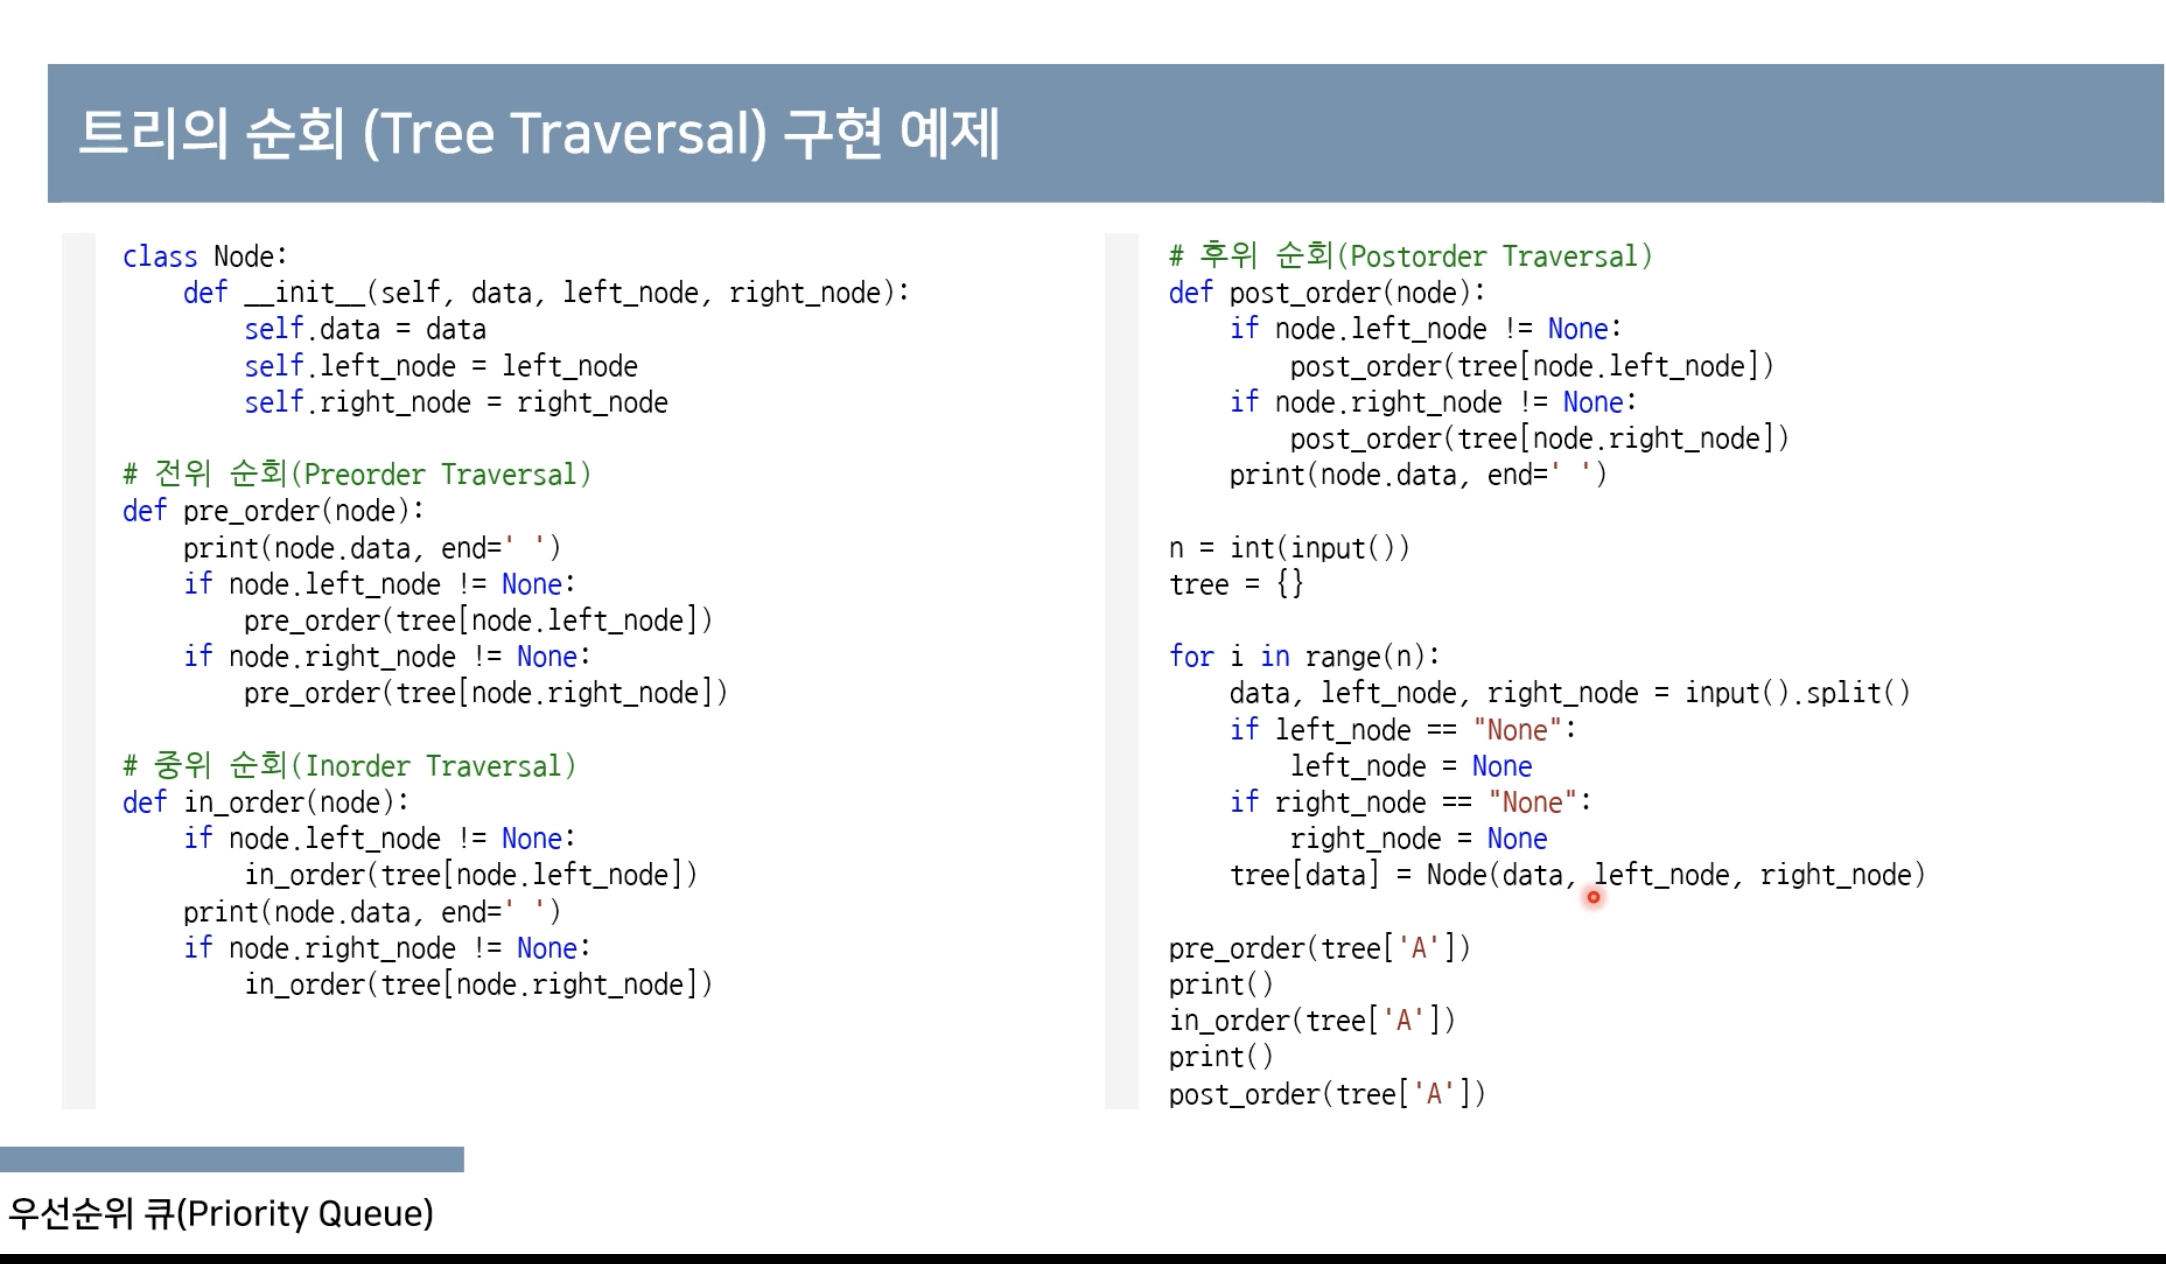 트리의 순회 (Tree Traversal) 구현 예제
class Node:
    def __init__(self, data, left_node, right_node):
        self.data = data
        self.left_node = left_node
        self.right_node = right_node
# 전위 순회(Preorder Traversal)
def pre_order(node):
    print(node.data, end=' ')
    if node.left_node != None:
        pre_order(tree[node.left_node])
    if node.right_node != None:
        pre_order(tree[node.right_node])
# 중위 순회(Inorder Traversal)
def in_order(node):
    if node.left_node != None:
        in_order(tree[node.left_node])
    print(node.data, end=' ')
    if node.right_node != None:
        in_order(tree[node.right_node])
# 후위 순회(Postorder Traversal)
def post_order(node):
    if node.left_node != None:
        post_order(tree[node.left_node])
    if node.right_node != None:
        post_order(tree[node.right_node])
    print(node.data, end=' ')
n = int(input())
tree = {}
for i in range(n):
    data, left_node, right_node = input().split()
    if left_node == "None":
        left_node = None
    if right_node == "None":
        right_node = None
    tree[data] = Node(data, left_node, right_node)
pre_order(tree['A'])
print()
in_order(tree['A'])
print()
post_order(tree['A'])
우선순위 큐(Priority Queue)